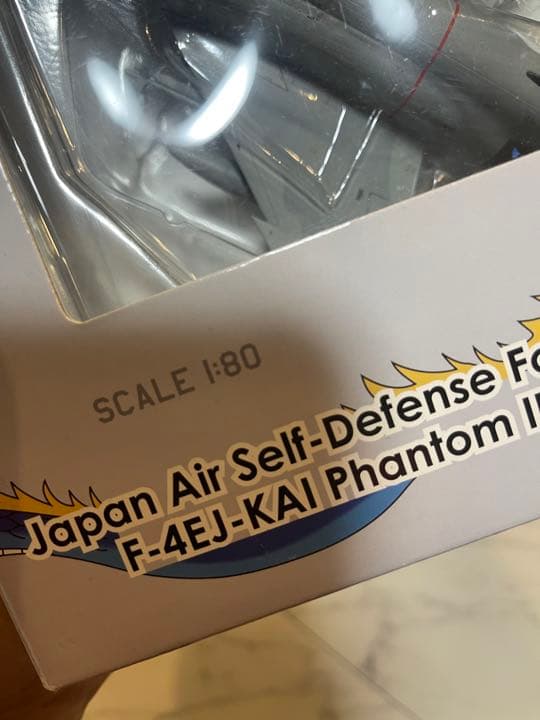 SCALE 1:80
Japan Air Self-Defense
F-4EJ-KAI Phantom